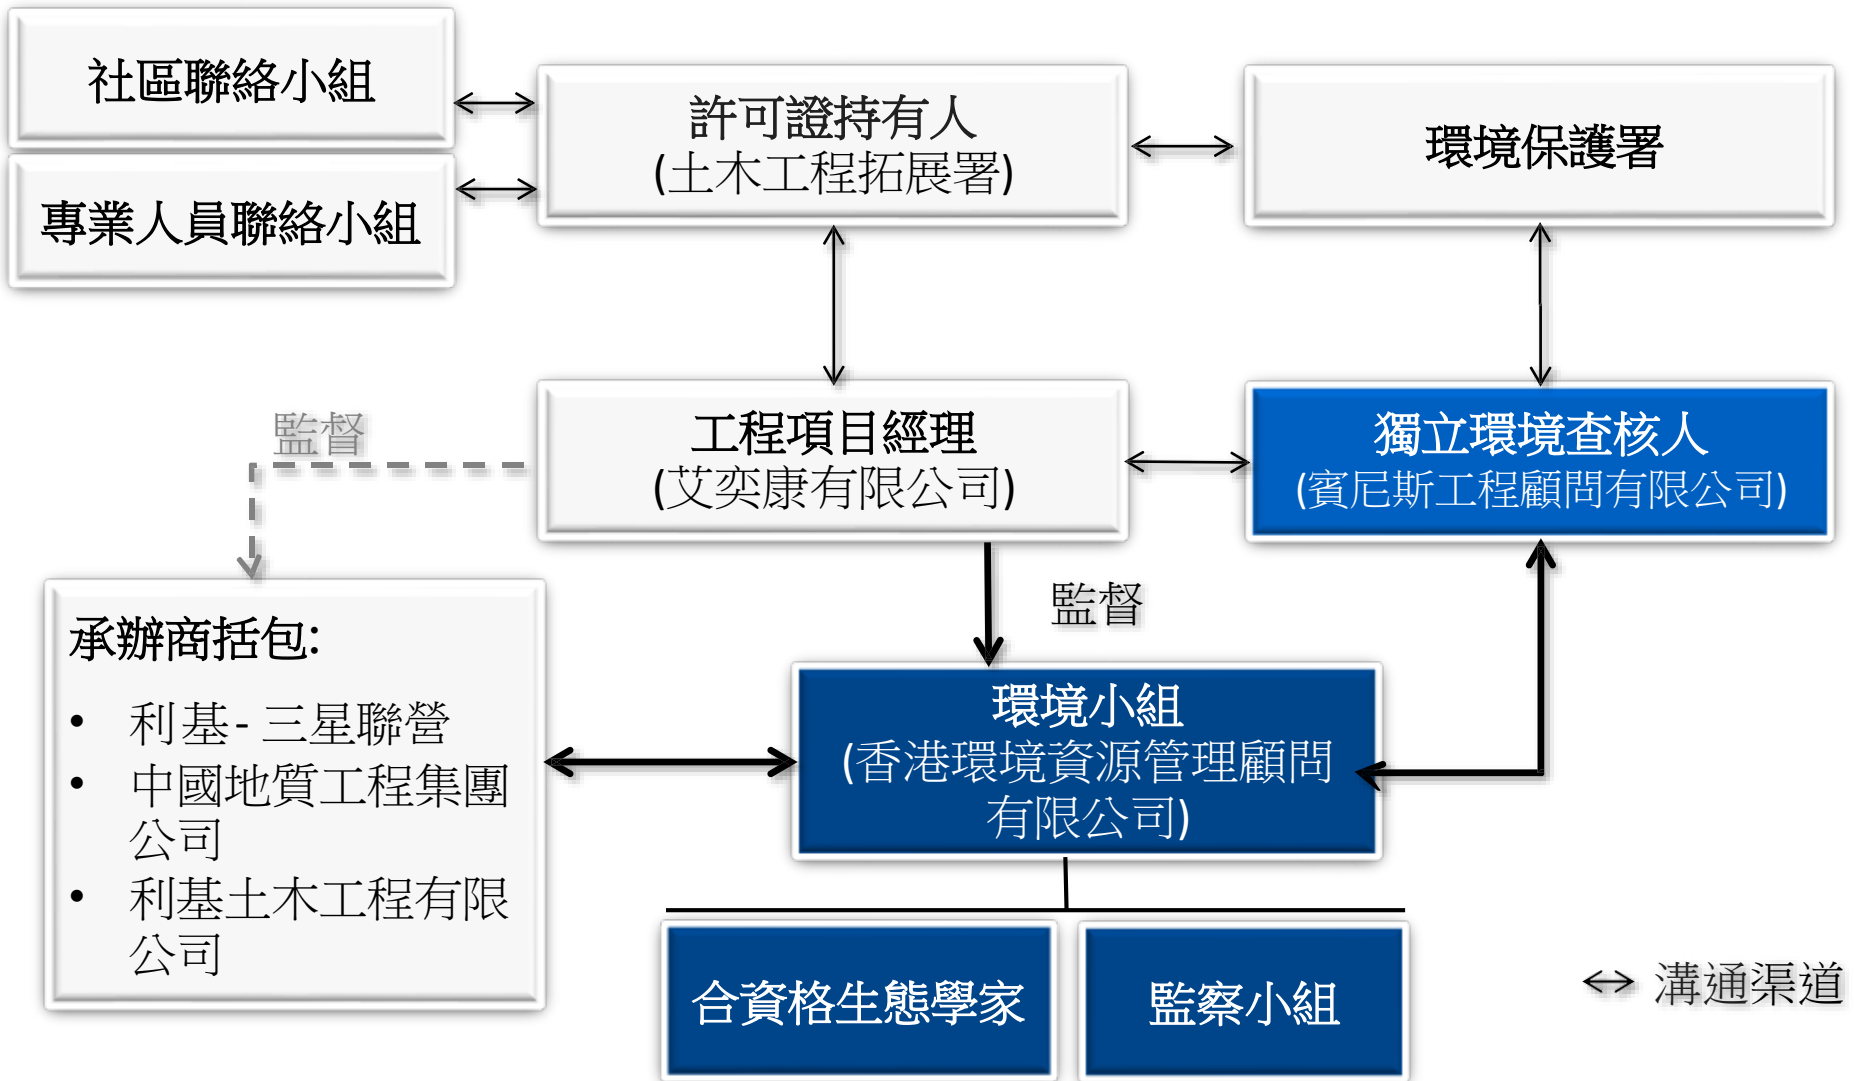 社區聯絡小組
專業人員聯絡小組
許可證持有人
(土木工程拓展署)
環境保護署
監督
工程項目經理
(艾奕康有限公司)
獨立環境查核人
(賓尼斯工程顧問有限公司)
監督
承辦商括包:
• 利基- 三星聯營
• 中國地質工程集團
公司
• 利基土木工程有限
公司
環境小組
(香港環境資源管理顧問
有限公司)
合資格生態學家
監察小組
溝通渠道